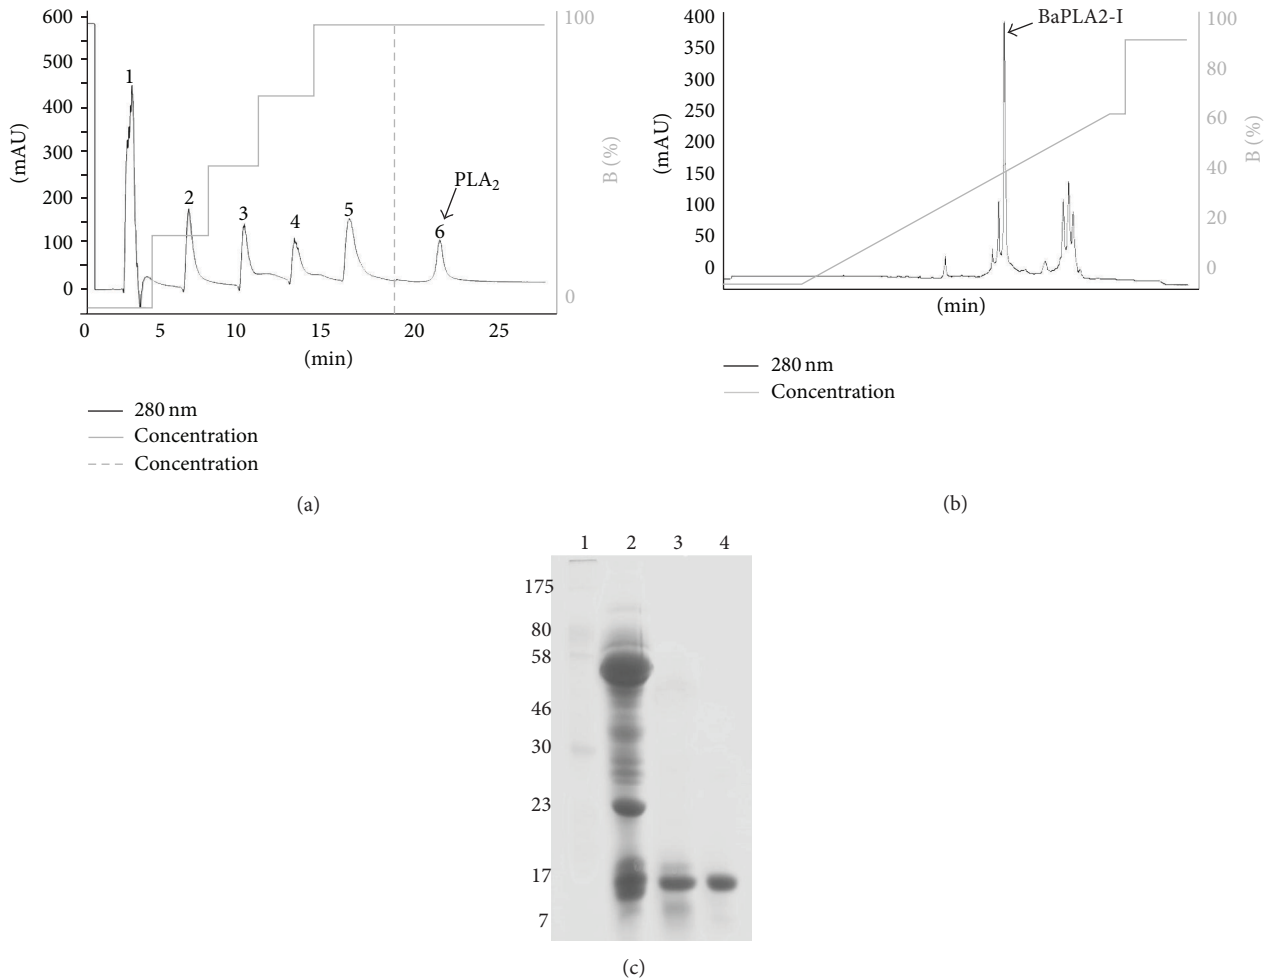 600
500
400
300
200
100
0
(mAU)
1
2
3
4
5
6
PLA₂
100
0
B (%)
0 5 10 15 20 25
(min)
280 nm
Concentration
Concentration
(a)
400
350
300
250
200
150
100
50
0
(mAU)
BaPLA2-I
100
80
60
40
20
0
B (%)
(min)
280 nm
Concentration
(b)
1 2 3 4
175
80
58
46
30
23
17
7
(c)